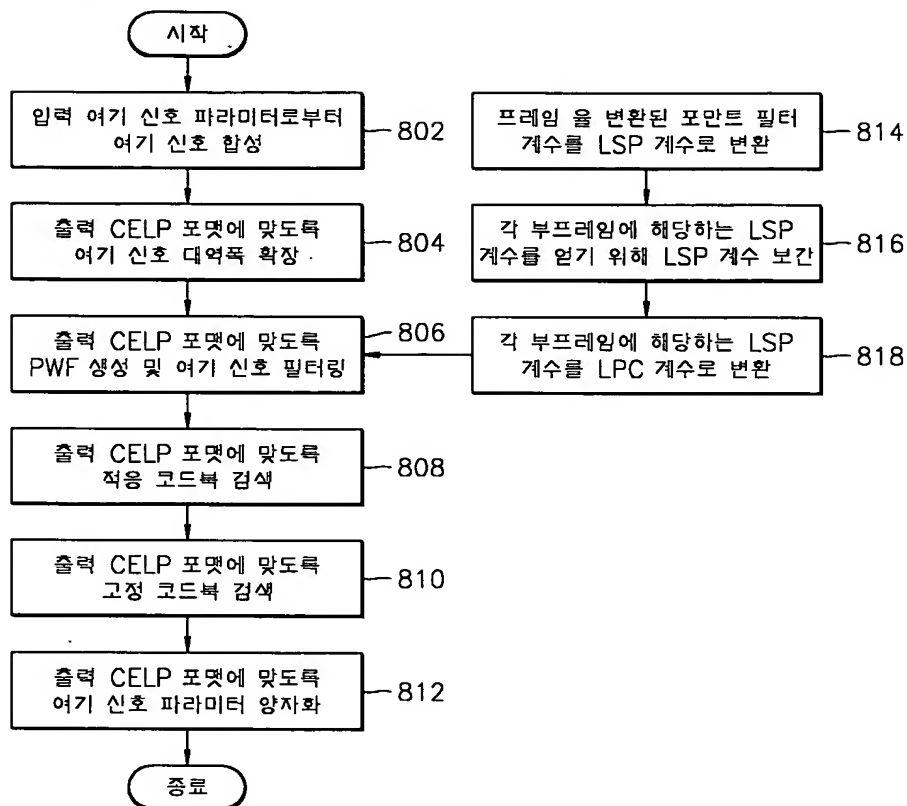 시작
입력 여기 신호 파라미터로부터
여기 신호 합성
802
출력 CELP 포맷에 맞도록
여기 신호 대역폭 확장
804
출력 CELP 포맷에 맞도록
PWF 생성 및 여기 신호 필터링
806
출력 CELP 포맷에 맞도록
적응 코드북 검색
808
출력 CELP 포맷에 맞도록
고정 코드북 검색
810
출력 CELP 포맷에 맞도록
여기 신호 파라미터 양자화
812
종료
프레임 율 변환된 포만트 필터
계수를 LSP 계수로 변환
814
각 부프레임에 해당하는 LSP
계수를 얻기 위해 LSP 계수 보간
816
각 부프레임에 해당하는 LSP
계수를 LPC 계수로 변환
818